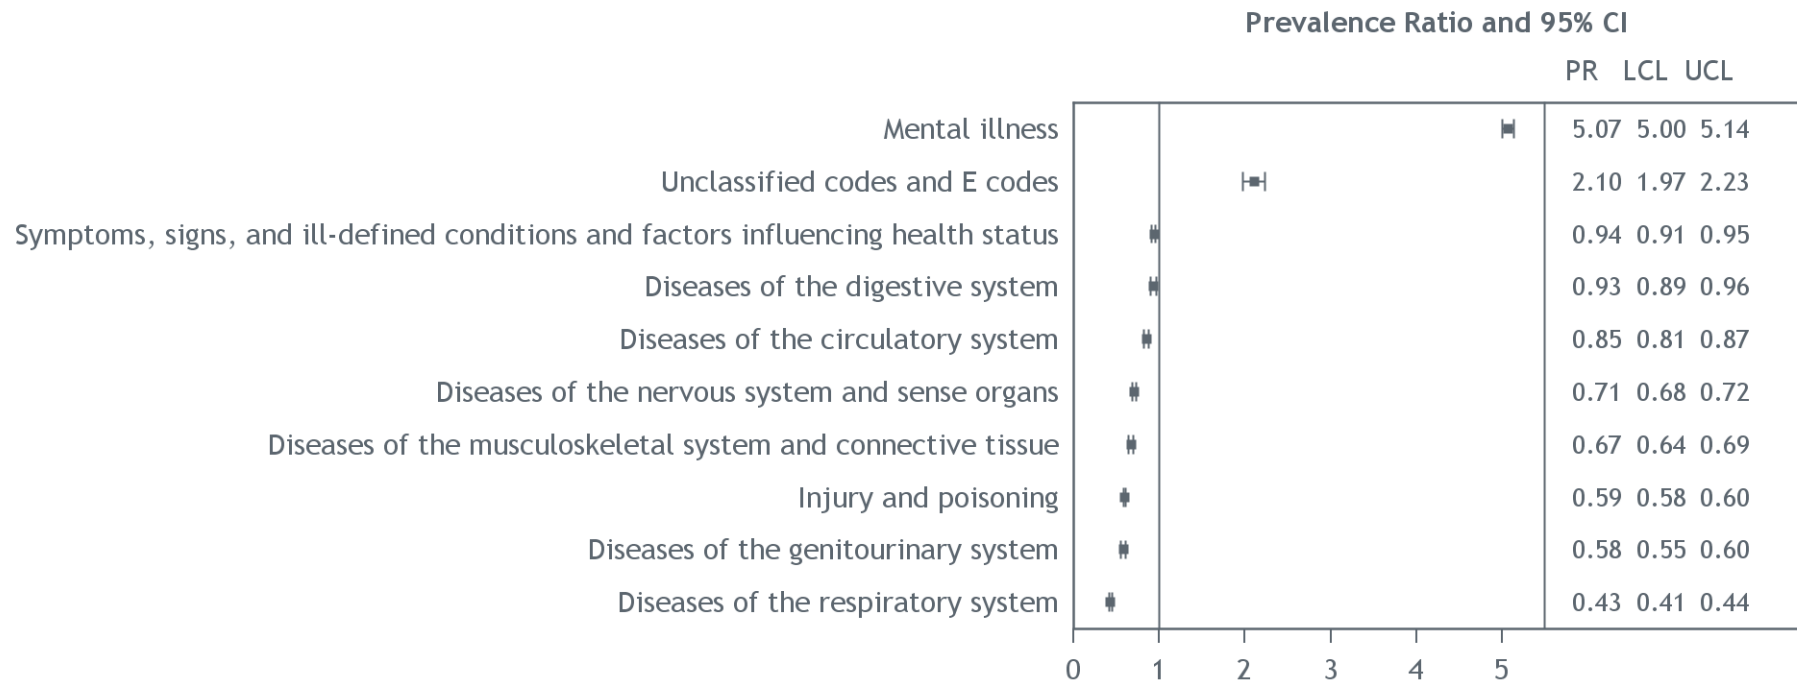 Prevalence Ratio and 95% CI
PR LCL UCL
Mental illness 5.07 5.00 5.14
Unclassified codes and E codes 2.10 1.97 2.23
Symptoms, signs, and ill-defined conditions and factors influencing health status 0.94 0.91 0.95
Diseases of the digestive system 0.93 0.89 0.96
Diseases of the circulatory system 0.85 0.81 0.87
Diseases of the nervous system and sense organs 0.71 0.68 0.72
Diseases of the musculoskeletal system and connective tissue 0.67 0.64 0.69
Injury and poisoning 0.59 0.58 0.60
Diseases of the genitourinary system 0.58 0.55 0.60
Diseases of the respiratory system 0.43 0.41 0.44
0 1 2 3 4 5